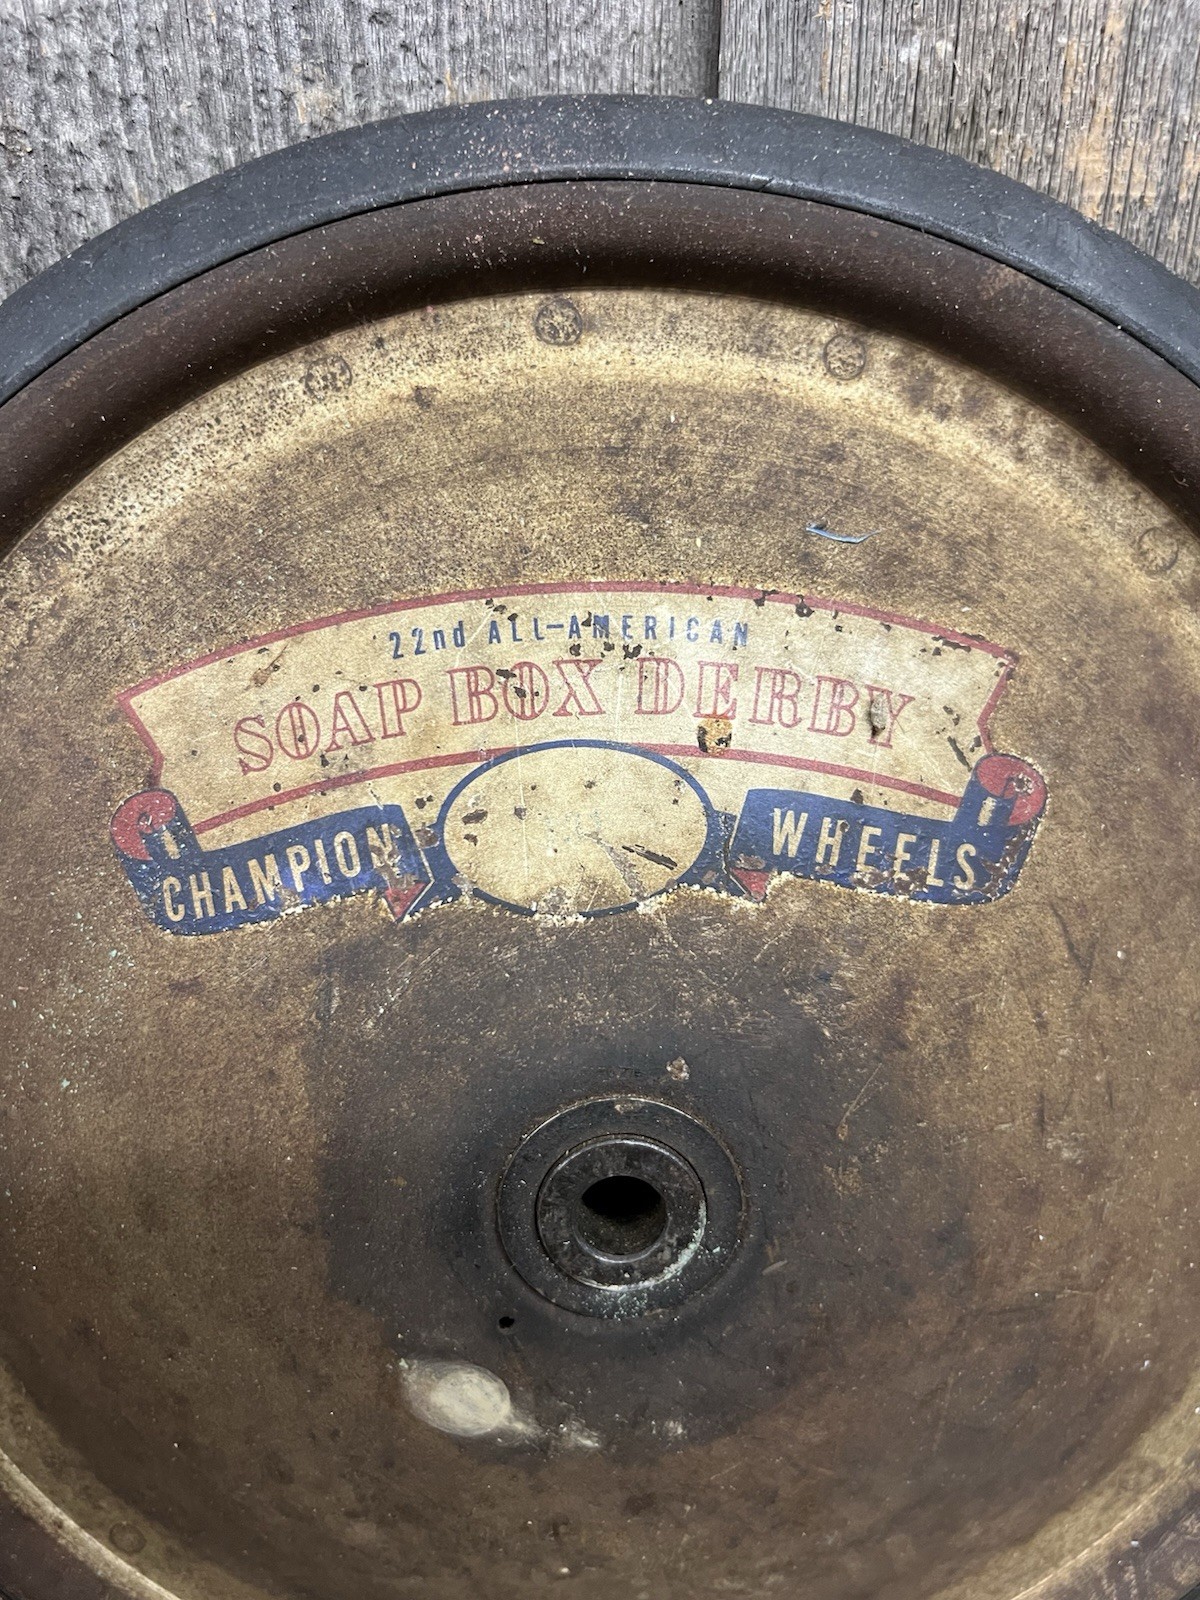 22nd ALL-AMERICAN
SOAP BOX DERBY
CHAMPION WHEELS